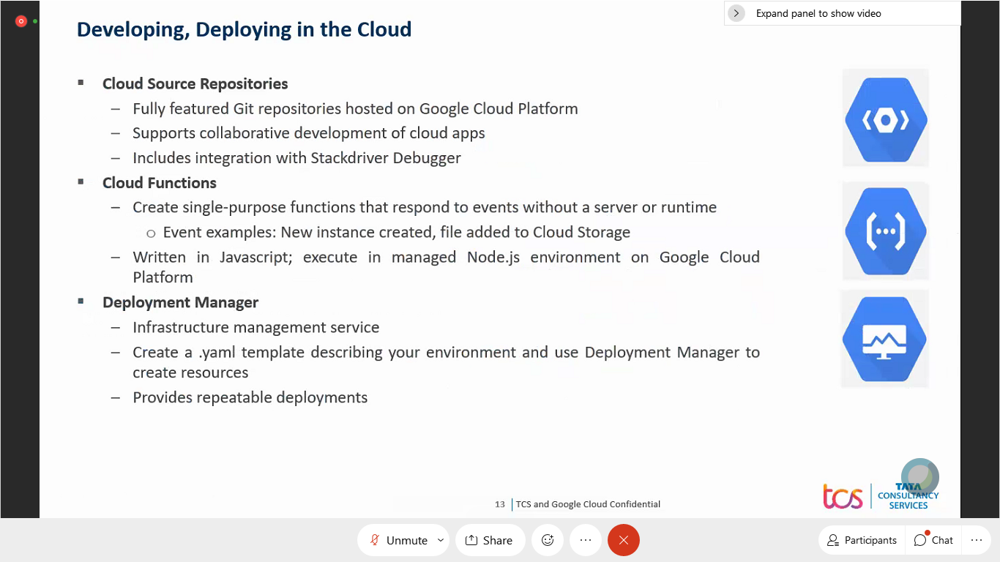 Expand panel to show video
Developing, Deploying in the Cloud
Cloud Source Repositories
Fully featured Git repositories hosted on Google Cloud Platform
Supports collaborative development of cloud apps
Includes integration with Stackdriver Debugger
Cloud Functions
Create single-purpose functions that respond to events without a server or runtime
Event examples: New instance created, file added to Cloud Storage
Written in Javascript; execute in managed Node.js environment on Google Cloud
Platform
Deployment Manager
Infrastructure management service
Create a .yaml template describing your environment and use Deployment Manager to
create resources
Provides repeatable deployments
13 TCS and Google Cloud Confidential
tcs
TATA
CONSULTANCY
SERVICES
Unmute
Share
Participants
Chat